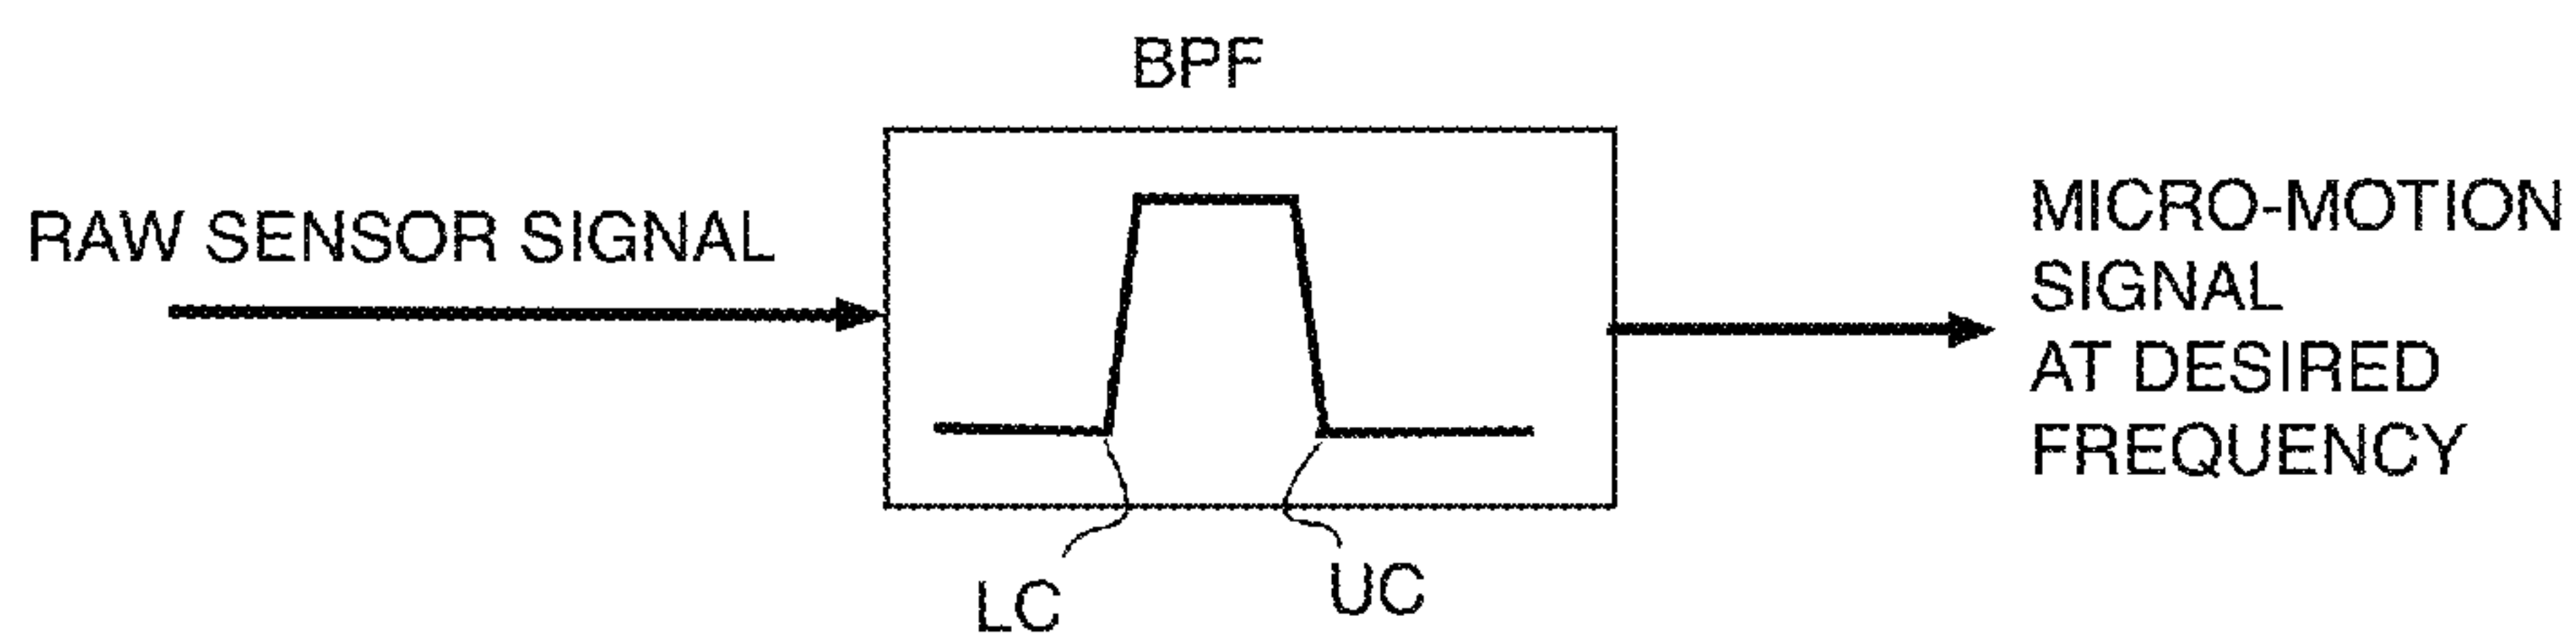 BPF
RAW SENSOR SIGNAL
MICRO-MOTION
SIGNAL
AT DESIRED
FREQUENCY
LC
UC